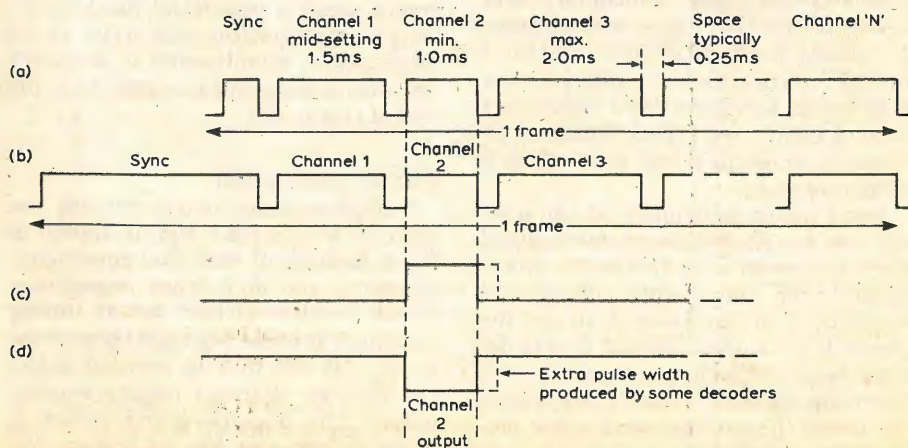 Sync
Channel 1
mid-setting
1·5ms
Channel 2
min.
1·0ms
Channel 3
max.
2·0ms
Space
typically
0·25ms
Channel 'N'
(a)
1 frame
(b)
Sync
Channel 1
Channel
2
Channel 3
1 frame
(c)
(d)
Extra pulse width
produced by some decoders
Channel
2
output